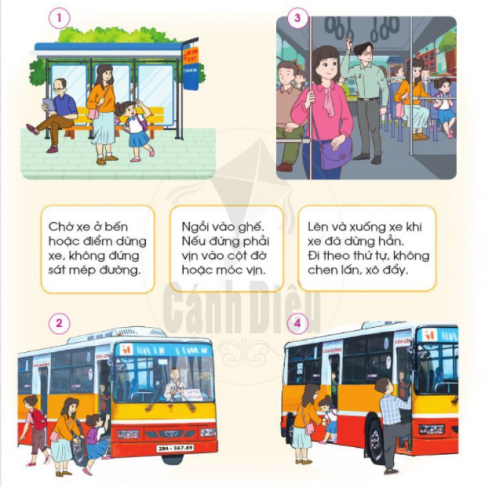 1
3
Chờ xe ở bến
hoặc điểm dừng
xe, không đứng
sát mép đường.
Ngồi vào ghế.
Nếu đứng phải
vịn vào cột đỡ
hoặc móc vịn.
Lên và xuống xe khi
xe đã dừng hẳn.
Đi theo thứ tự, không
chen lấn, xô đẩy.
Cánh Diều
2
4
29A - 567.89